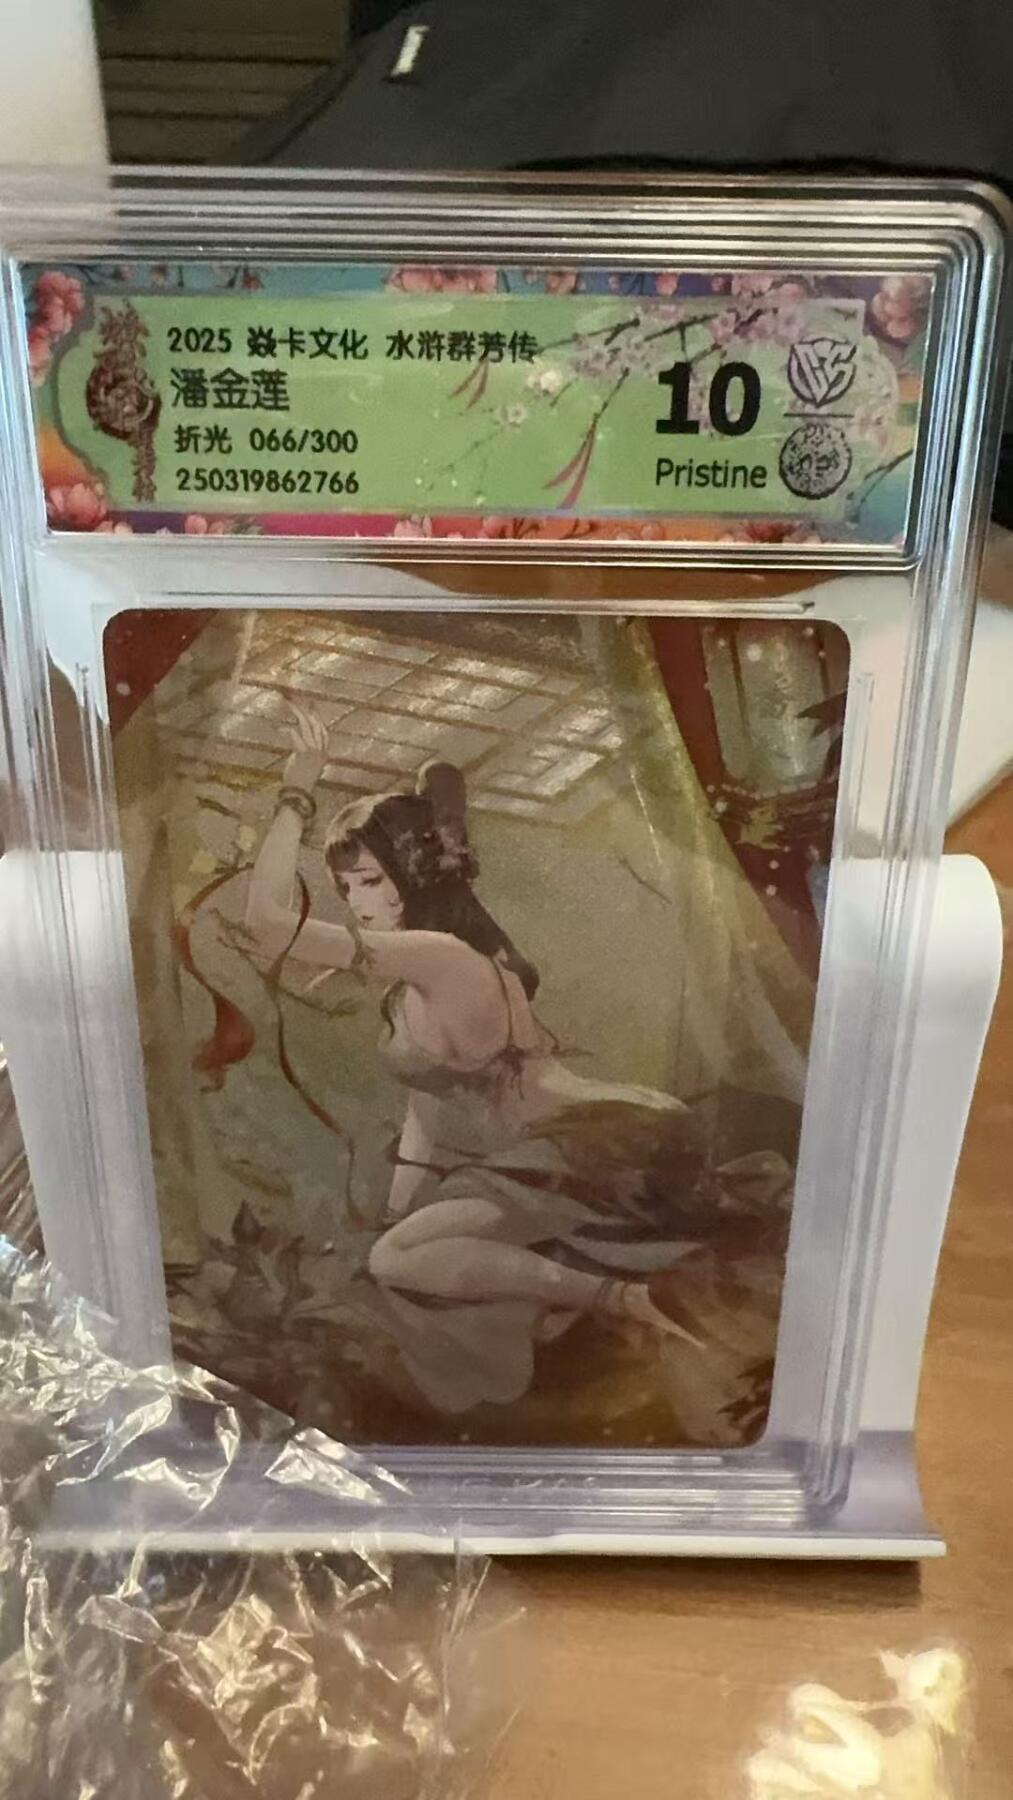 2025 焱卡文化 水浒群芳传
潘金莲
折光 066/300
250319862766
10
Pristine